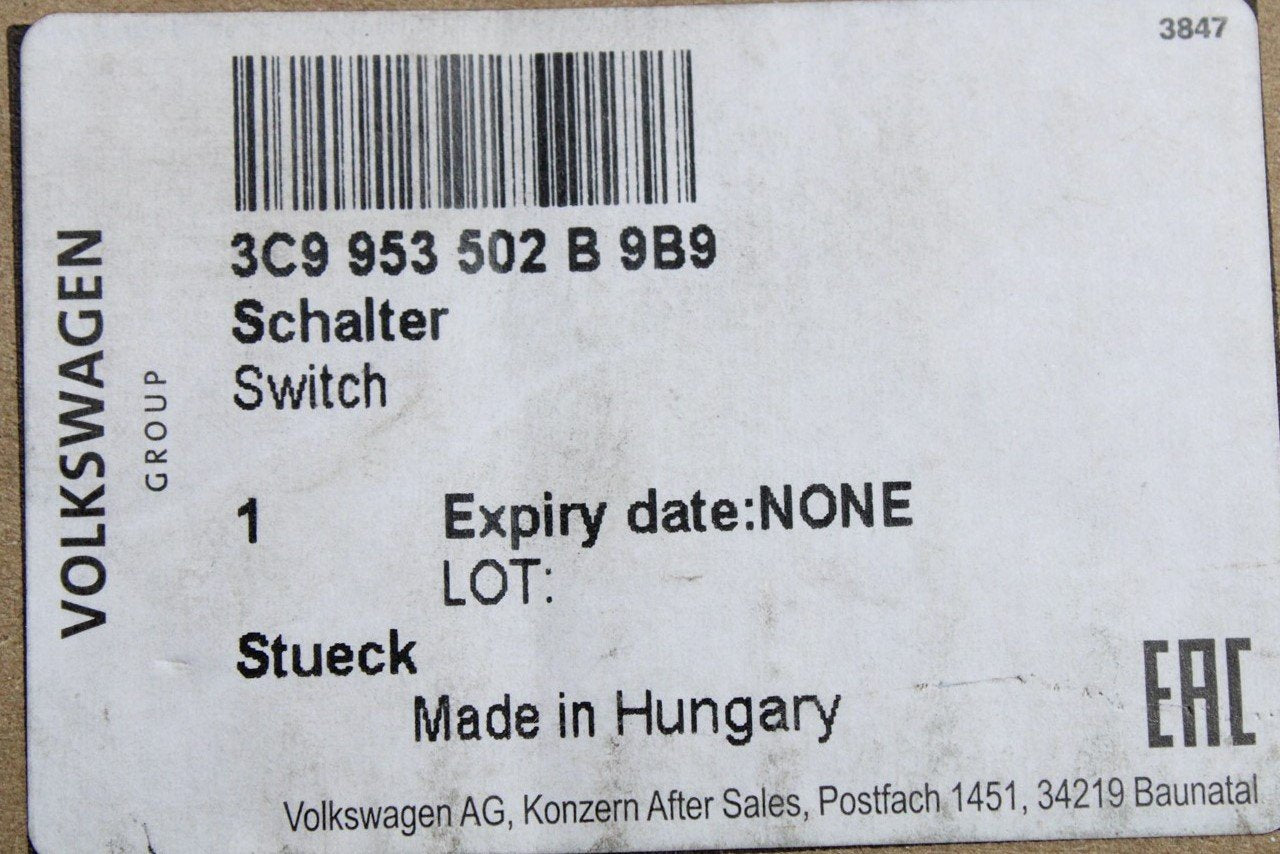 3847
VOLKSWAGEN
GROUP
3C9 953 502 B 9B9
Schalter
Switch
1 Expiry date:NONE
LOT:
Stueck
Made in Hungary
EAC
Volkswagen AG, Konzern After Sales, Postfach 1451, 34219 Baunatal